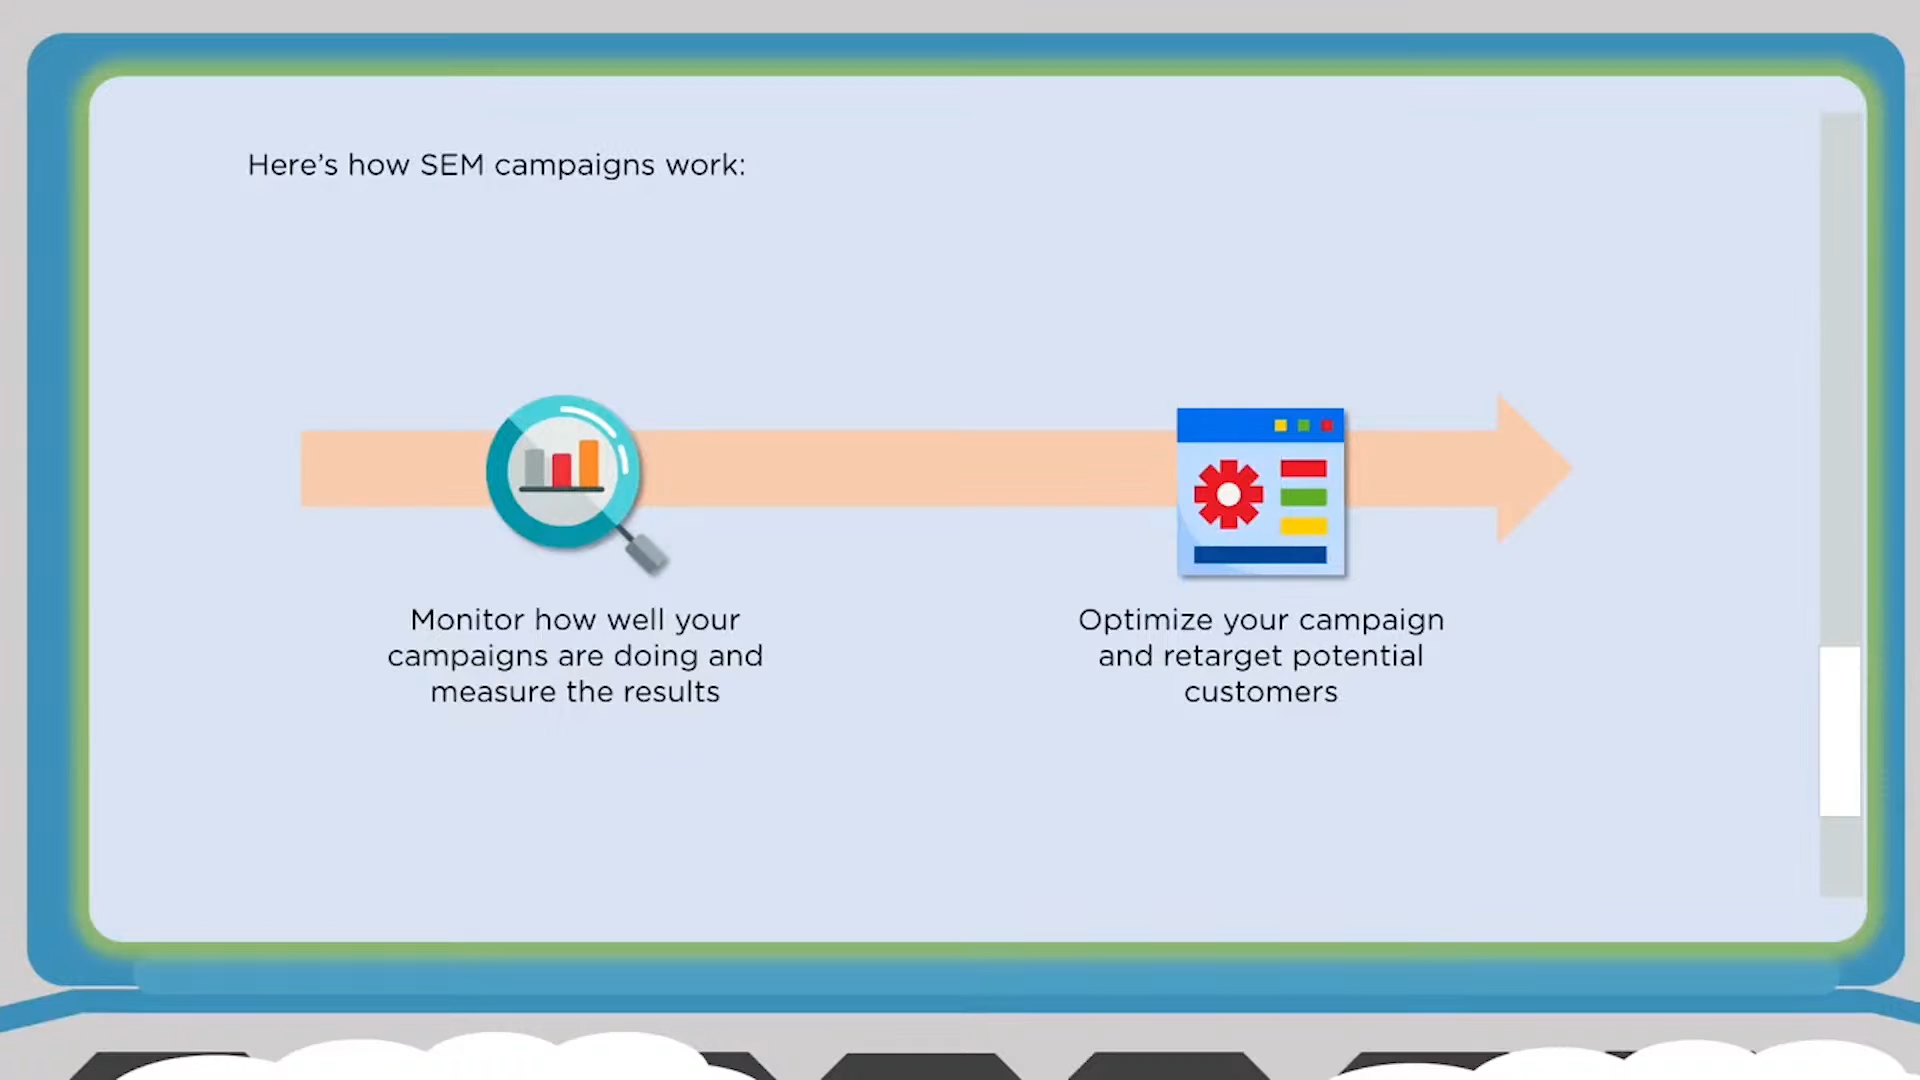 Here's how SEM campaigns work:
Monitor how well your
campaigns are doing and
measure the results
Optimize your campaign
and retarget potential
customers